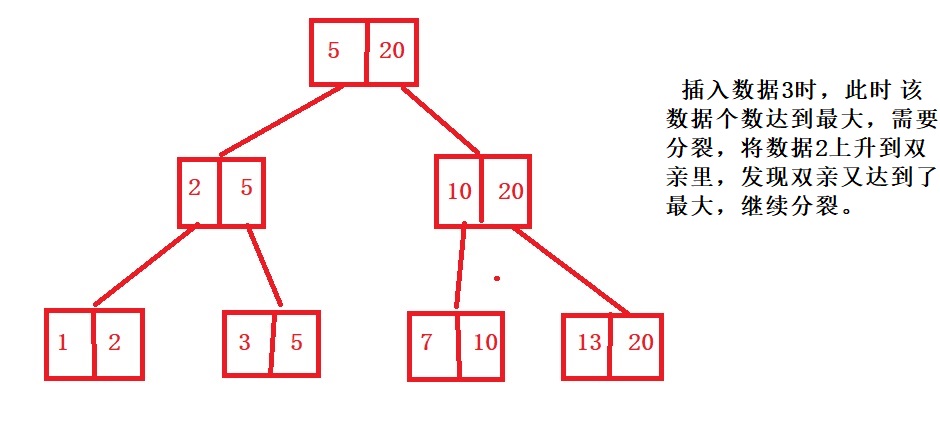 5 20
插入数据3时，此时 该
数据个数达到最大，需要
分裂，将数据2上升到双
亲里，发现双亲又达到了
最大，继续分裂。
2 5
10 20
1 2
3 5
7 10
13 20